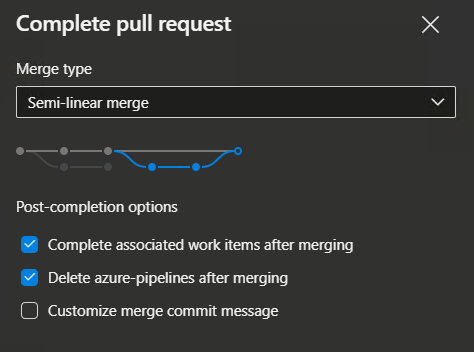 Complete pull request
Merge type
Semi-linear merge
Post-completion options
Complete associated work items after merging
Delete azure-pipelines after merging
Customize merge commit message